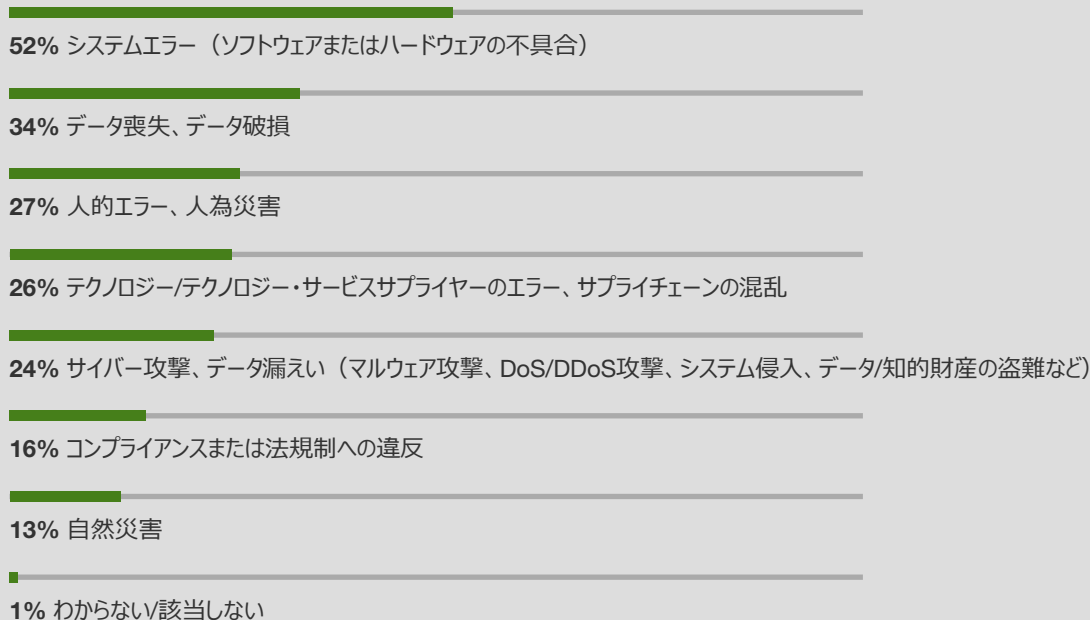 52% システムエラー（ソフトウェアまたはハードウェアの不具合）
34% データ喪失、データ破損
27% 人的エラー、人為災害
26% テクノロジー/テクノロジー・サービスサプライヤーのエラー、サプライチェーンの混乱
24% サイバー攻撃、データ漏えい（マルウェア攻撃、DoS/DDoS攻撃、システム侵入、データ/知的財産の盗難など）
16% コンプライアンスまたは法規制への違反
13% 自然災害
1% わからない/該当しない